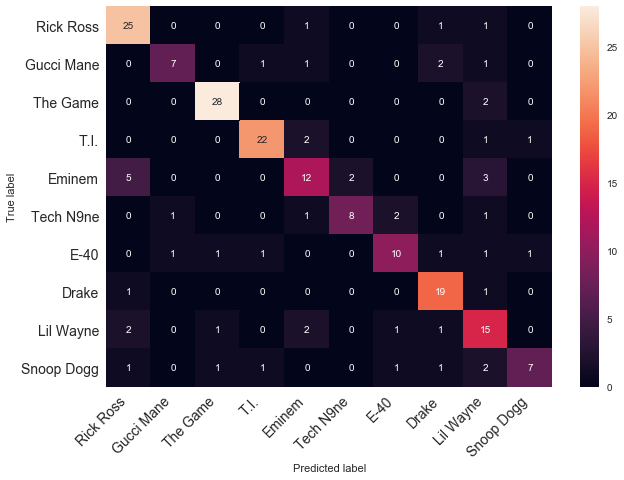 Rick Ross 25 0 0 0 1 0 0 1 1 0
Gucci Mane 0 7 0 1 1 0 0 2 1 0
The Game 0 0 28 0 0 0 0 0 2 0
T.I. 0 0 0 22 2 0 0 0 1 1
Eminem 5 0 0 0 12 2 0 0 3 0
Tech N9ne 0 1 0 0 1 8 2 0 1 0
E-40 0 1 1 1 0 0 10 1 1 1
Drake 1 0 0 0 0 0 0 19 1 0
Lil Wayne 2 0 1 0 2 0 1 1 15 0
Snoop Dogg 1 0 1 1 0 0 1 1 2 7
Rick Ross Gucci Mane The Game T.I. Eminem Tech N9ne E-40 Drake Lil Wayne Snoop Dogg
Predicted label
True label
25
20
15
10
5
0